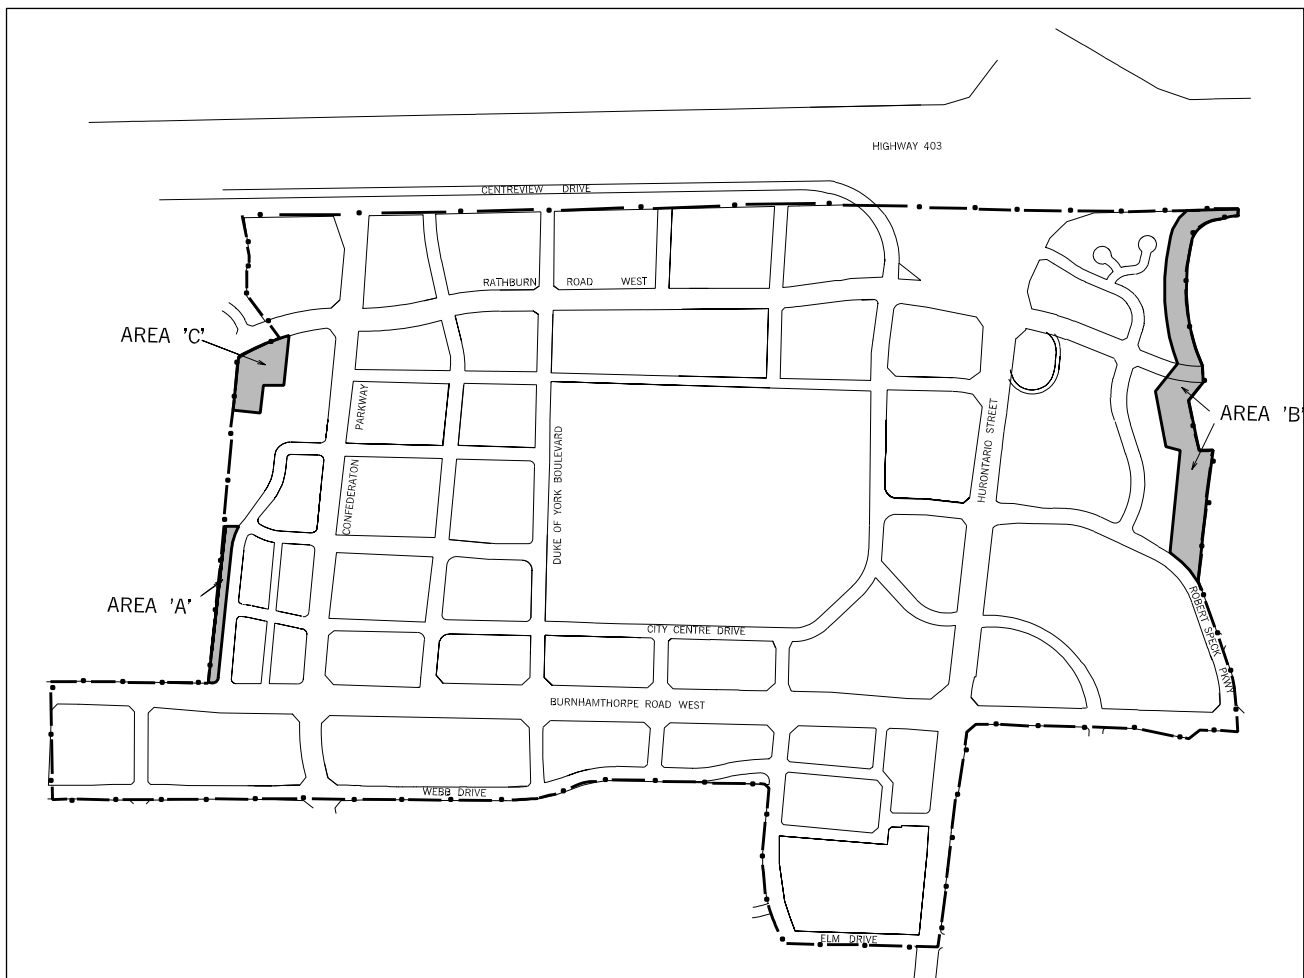 HIGHWAY 403
CENTREVIEW DRIVE
RATHBURN ROAD WEST
AREA 'C'
PARKWAY
CONFEDERATON
DUKE OF YORK BOULEVARD
HURONTARIO STREET
AREA 'B'
AREA 'A'
CITY CENTRE DRIVE
ROBERT SPECK PKWY
BURNHAMTHORPE ROAD WEST
WEBB DRIVE
ELM DRIVE